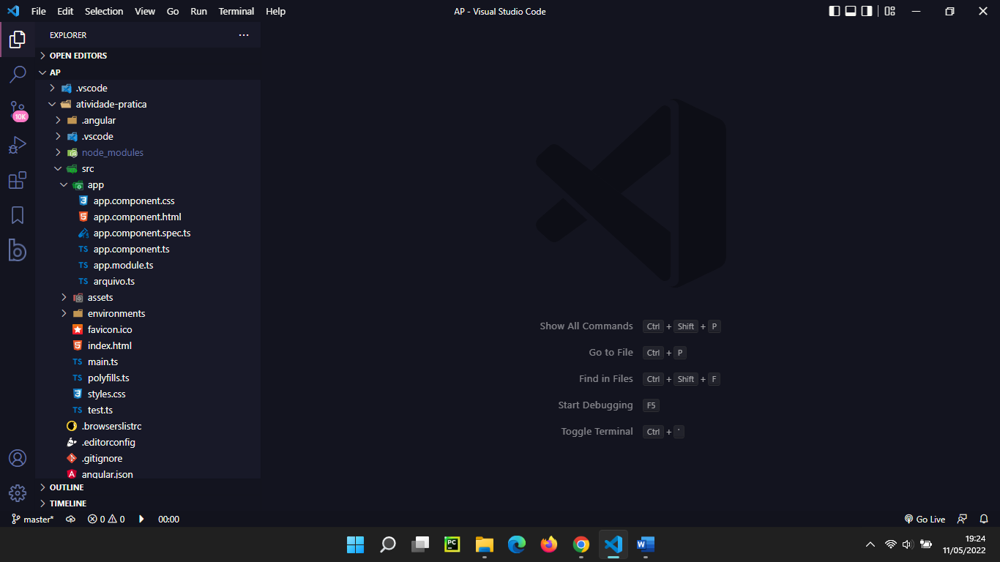 File Edit Selection View Go Run Terminal Help
AP - Visual Studio Code
EXPLORER
OPEN EDITORS
AP
.vscode
atividade-pratica
.angular
.vscode
node_modules
src
app
app.component.css
app.component.html
app.component.spec.ts
TS app.component.ts
TS app.module.ts
TS arquivo.ts
assets
environments
favicon.ico
index.html
TS main.ts
TS polyfills.ts
styles.css
TS test.ts
.browserslistrc
.editorconfig
.gitignore
angular.json
OUTLINE
TIMELINE
10K
Show All Commands Ctrl + Shift + P
Go to File Ctrl + P
Find in Files Ctrl + Shift + F
Start Debugging F5
Toggle Terminal Ctrl + `
master* 0 0 00:00
Go Live
PC
W
19:24
11/05/2022